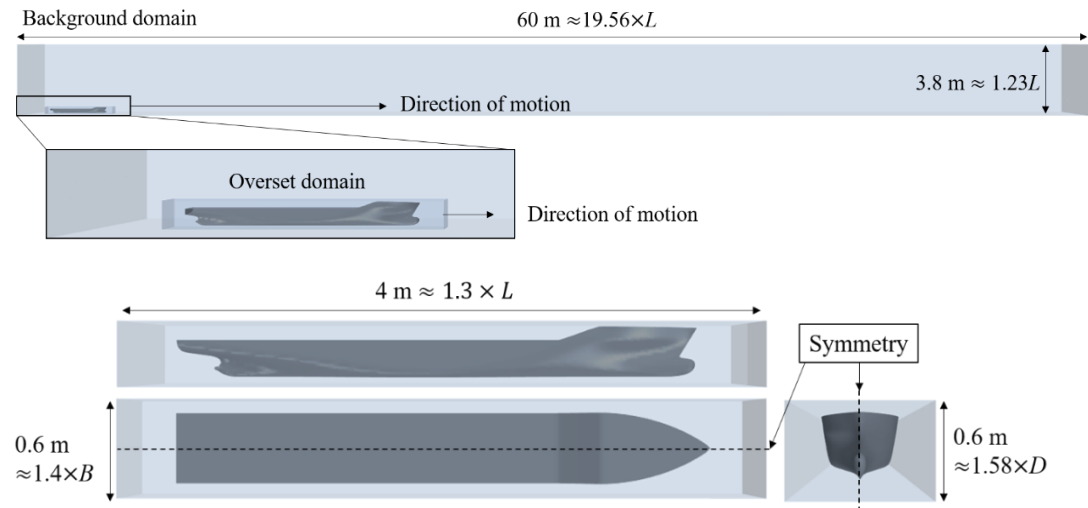 Background domain
60 m ≈19.56×L
3.8 m ≈ 1.23L
Direction of motion
Overset domain
Direction of motion
4 m ≈ 1.3 × L
Symmetry
0.6 m
≈1.4×B
0.6 m
≈1.58×D